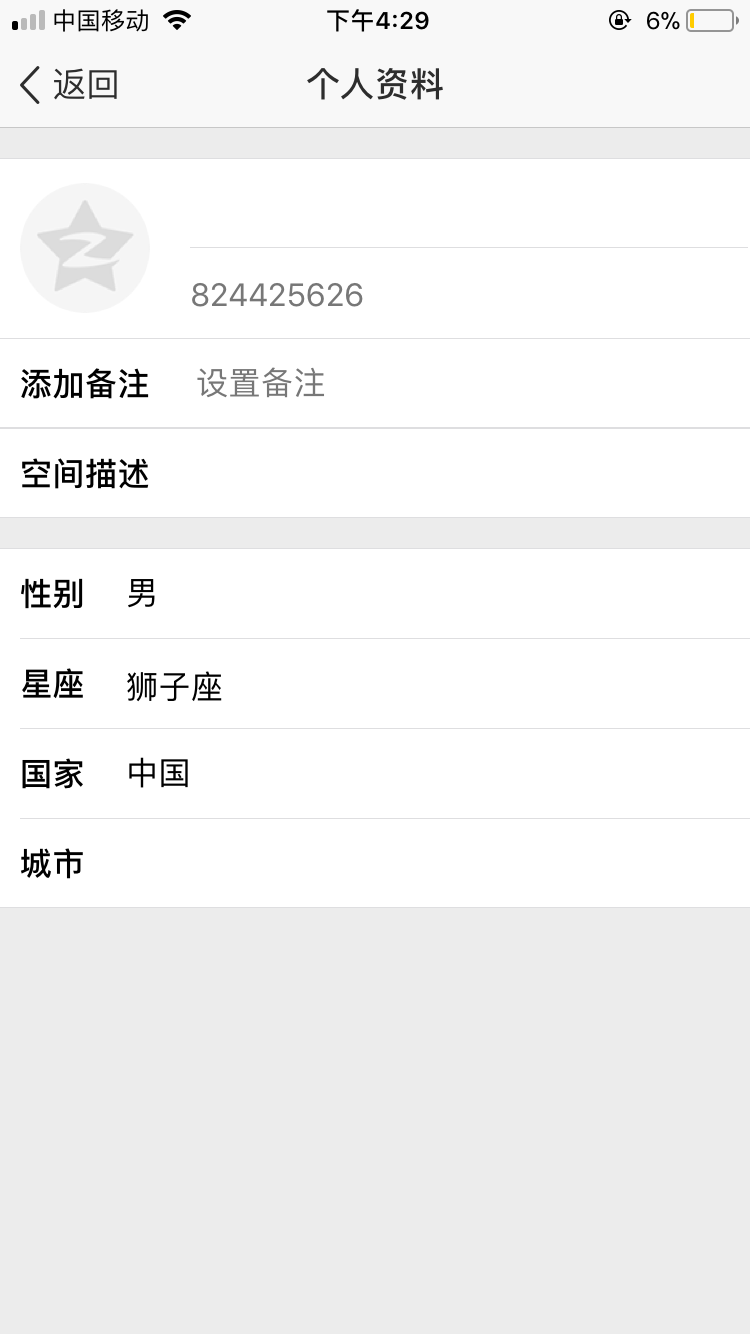 中国移动 下午4:29 6%
返回 个人资料
824425626
添加备注 设置备注
空间描述
性别 男
星座 狮子座
国家 中国
城市